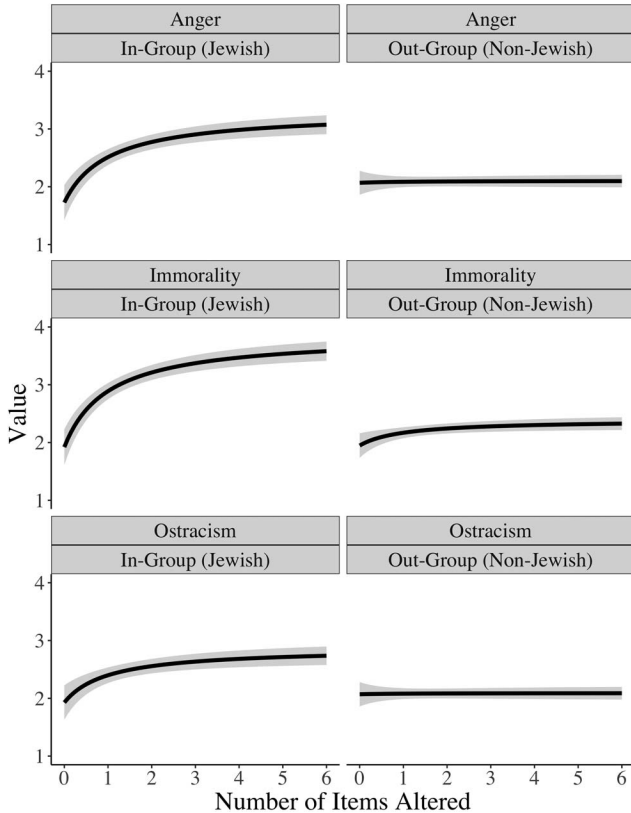 Anger
Anger
In-Group (Jewish)
Out-Group (Non-Jewish)
4
3
2
1
Immorality
Immorality
In-Group (Jewish)
Out-Group (Non-Jewish)
4
3
2
1
Value
Ostracism
Ostracism
In-Group (Jewish)
Out-Group (Non-Jewish)
4
3
2
1
0 1 2 3 4 5 6
0 1 2 3 4 5 6
Number of Items Altered